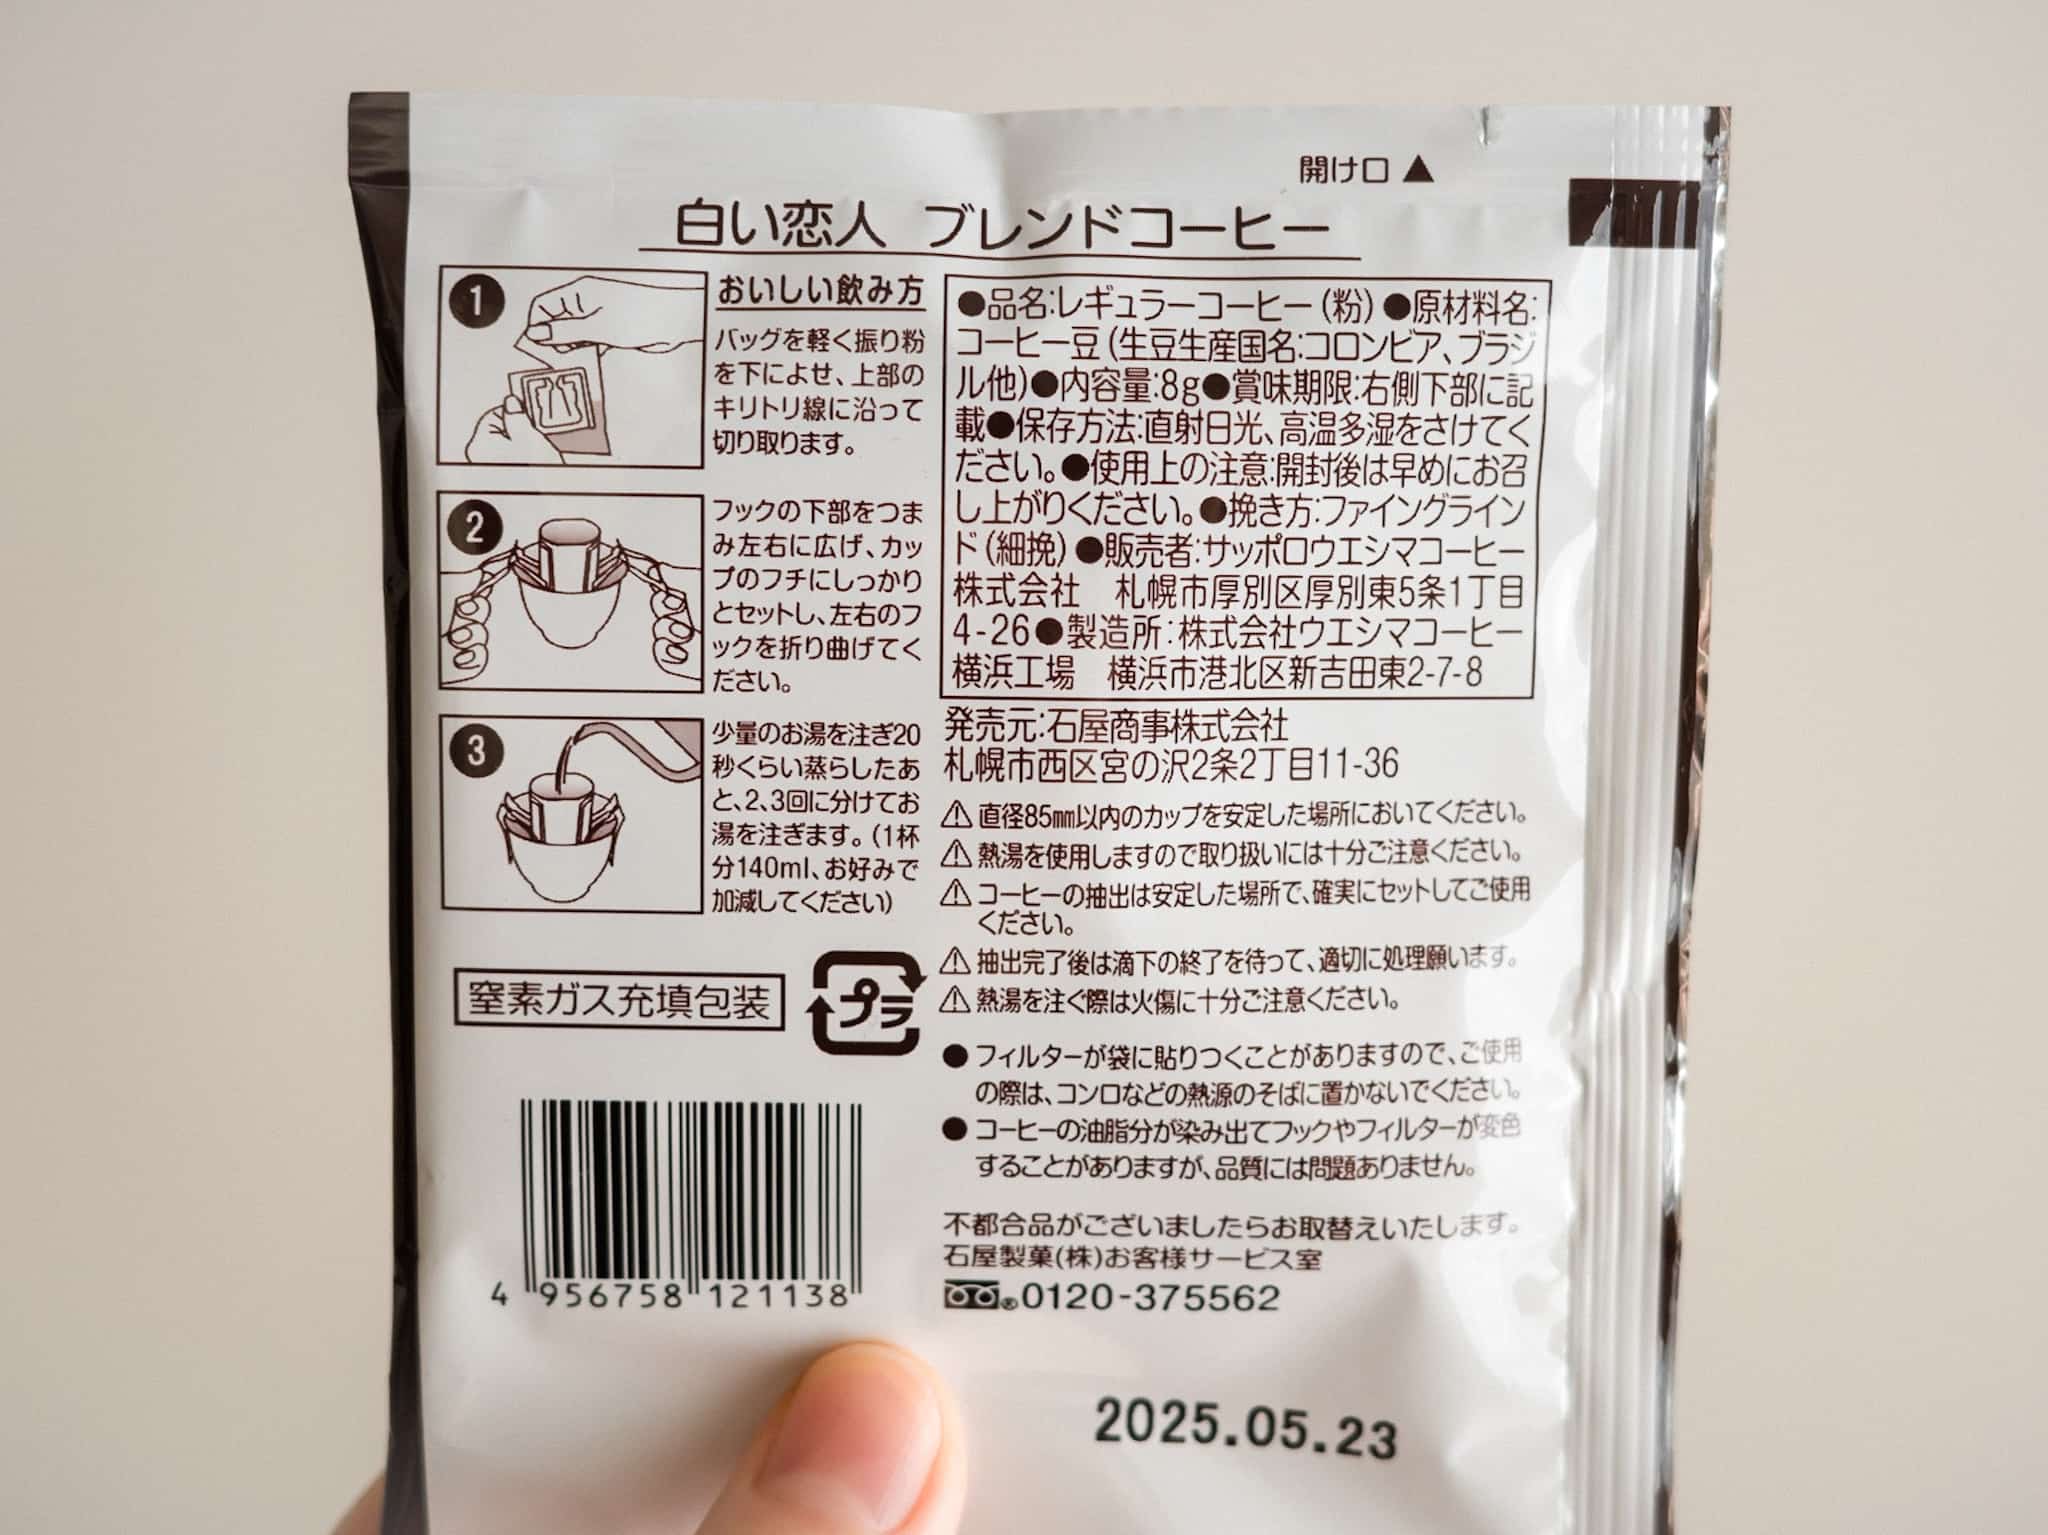 開け口 ▲
白い恋人 ブレンドコーヒー
1
おいしい飲み方
バッグを軽く振り粉
を下によせ、上部の
キリトリ線に沿って
切り取ります。
2
フックの下部をつま
み左右に広げ、カッ
プのフチにしっかり
とセットし、左右のフ
ックを折り曲げてく
ださい。
3
少量のお湯を注ぎ20
秒くらい蒸らしたあ
と、2、3回に分けてお
湯を注ぎます。(1杯
分140ml、お好みで
加減してください)
窒素ガス充填包装
プラ
4 956758 121138
●品名:レギュラーコーヒー(粉)●原材料名:
コーヒー豆(生豆生産国名:コロンビア、ブラジ
ル他)●内容量:8g●賞味期限:右側下部に記
載●保存方法:直射日光、高温多湿をさけてく
ださい。●使用上の注意:開封後は早めにお召
し上がりください。●挽き方:ファイングライン
ド(細挽)●販売者:サッポロウエシマコーヒー
株式会社 札幌市厚別区厚別東5条1丁目
4-26●製造所:株式会社ウエシマコーヒー
横浜工場 横浜市港北区新吉田東2-7-8
発売元:石屋商事株式会社
札幌市西区宮の沢2条2丁目11-36
⚠直径85㎜以内のカップを安定した場所においてください。
⚠熱湯を使用しますので取り扱いには十分ご注意ください。
⚠コーヒーの抽出は安定した場所で、確実にセットしてご使用
ください。
⚠抽出完了後は滴下の終了を待って、適切に処理願います。
⚠熱湯を注ぐ際は火傷に十分ご注意ください。
●フィルターが袋に貼りつくことがありますので、ご使用
の際は、コンロなどの熱源のそばに置かないでください。
●コーヒーの油脂分が染み出てフックやフィルターが変色
することがありますが、品質には問題ありません。
不都合品がございましたらお取替えいたします。
石屋製菓(株)お客様サービス室
®0120-375562
2025.05.23